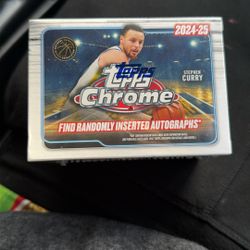 2024-25
STEPHEN
CURRY
Topps
Chrome
FIND RANDOMLY INSERTED AUTOGRAPHS*